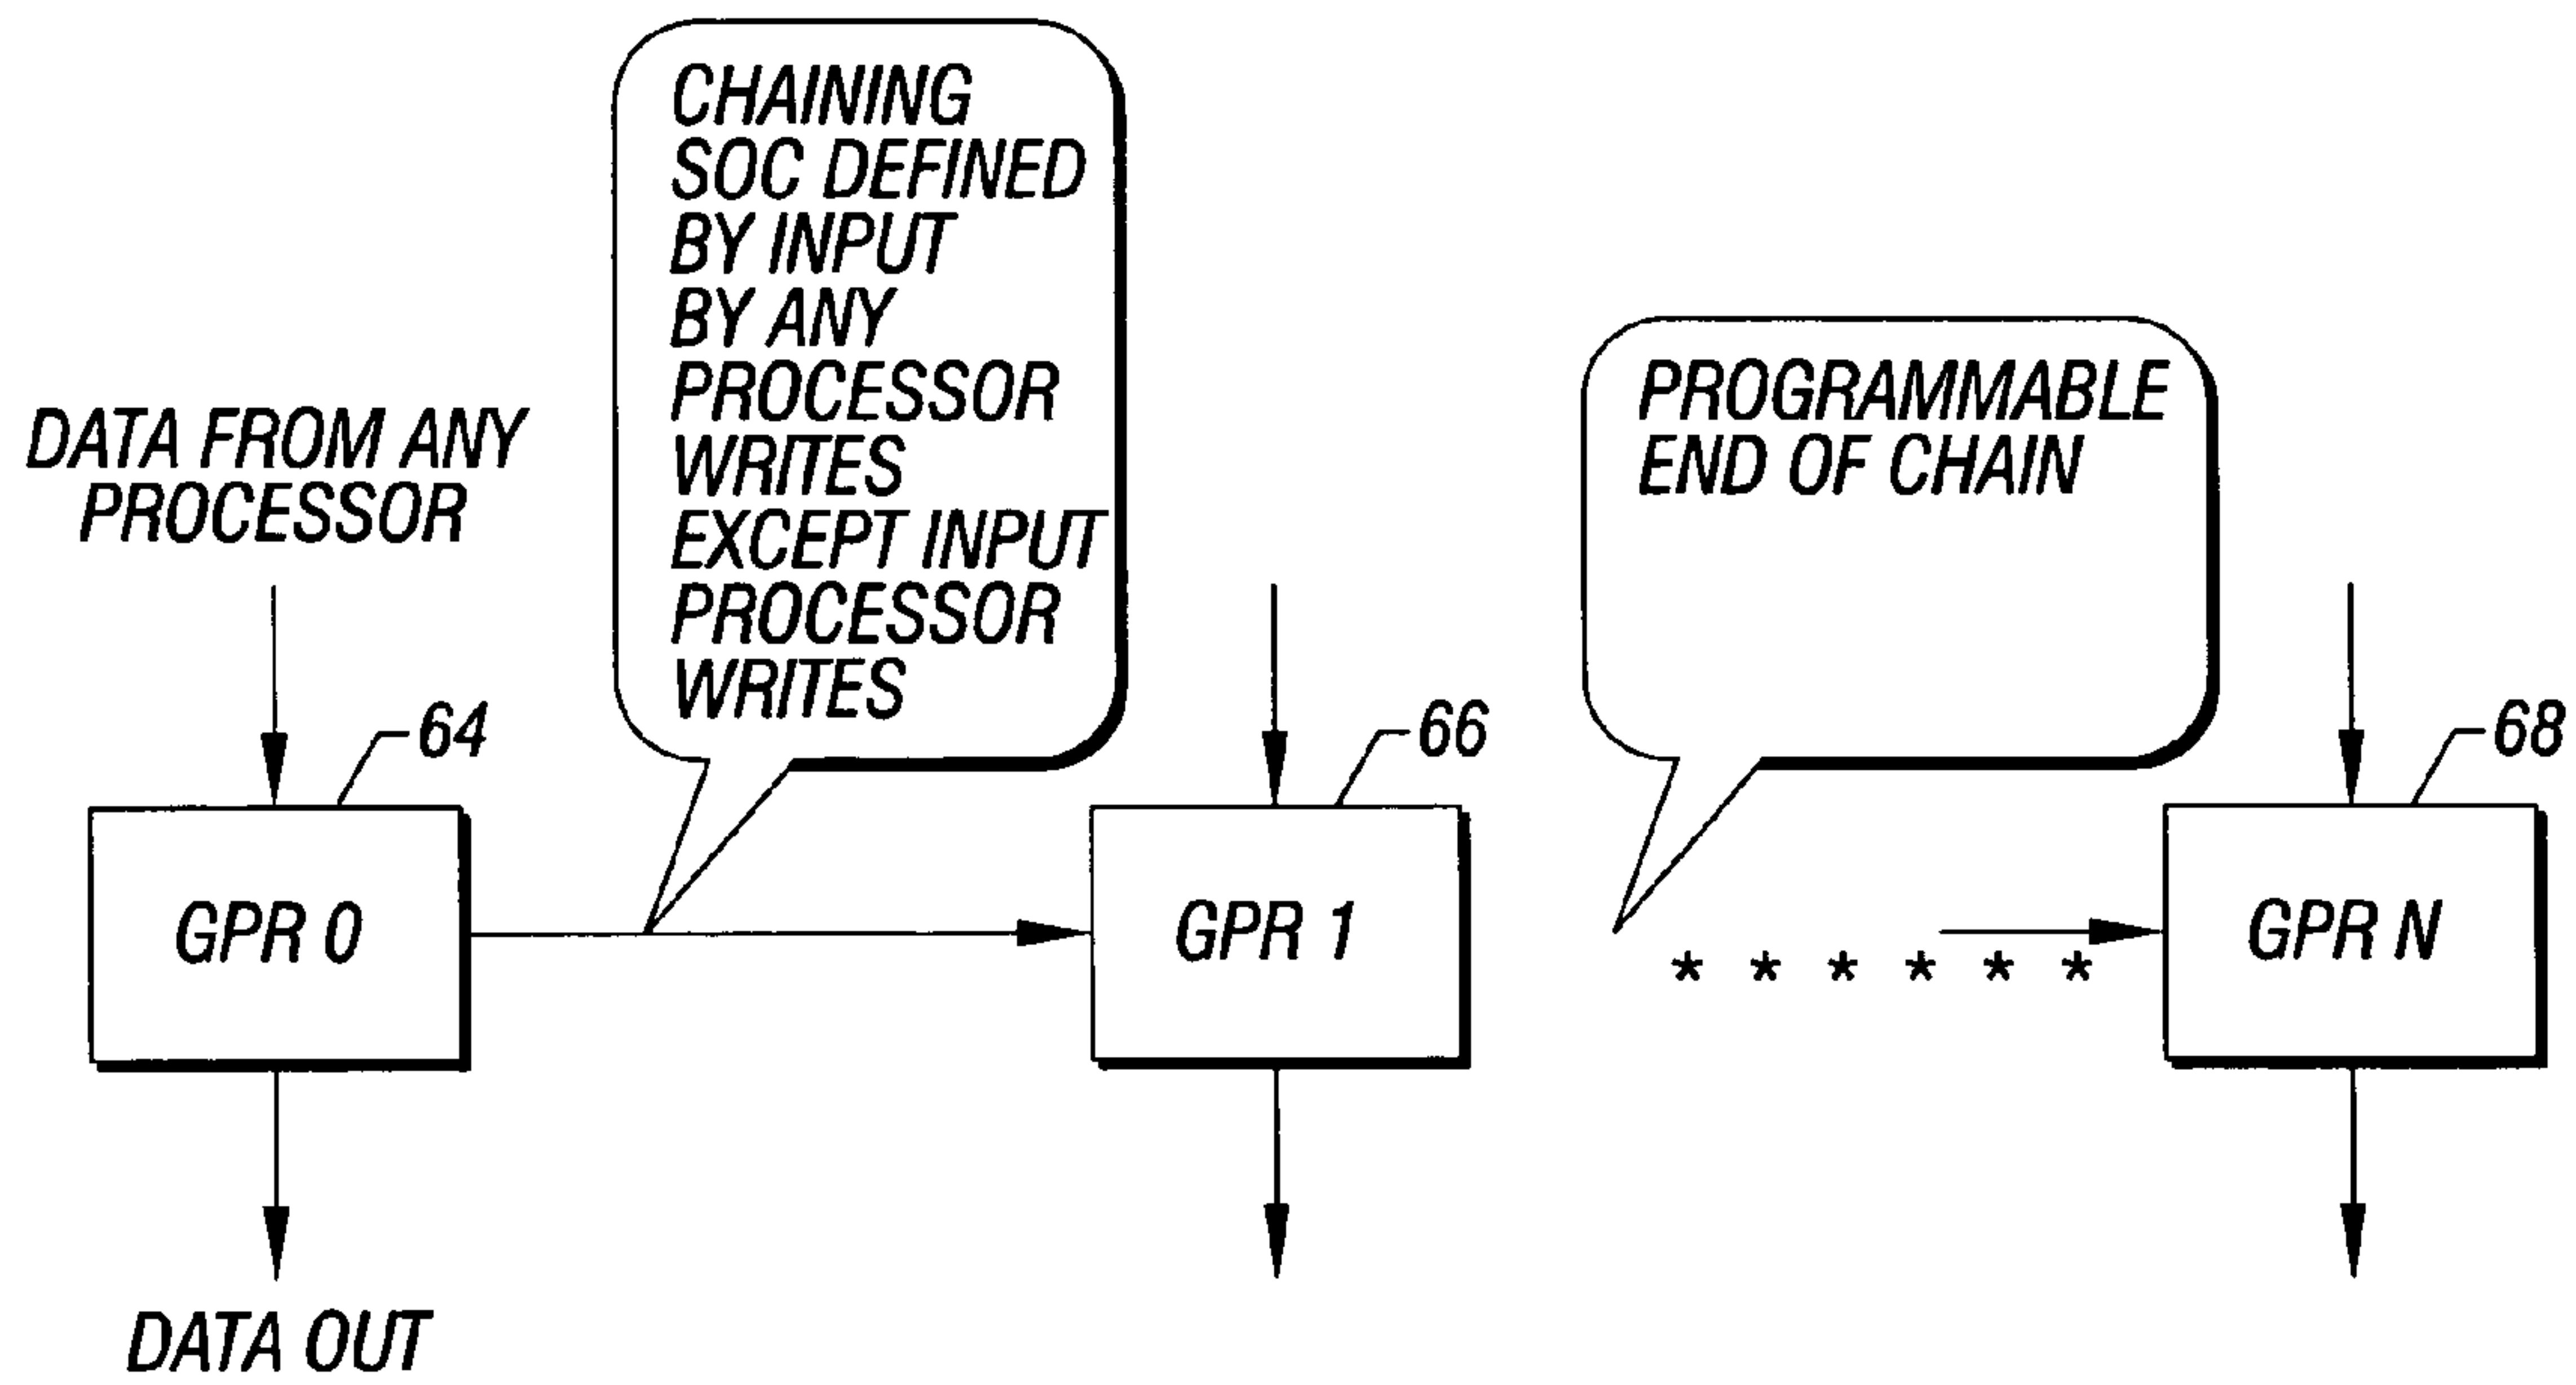 CHAINING
SOC DEFINED
BY INPUT
BY ANY
PROCESSOR
WRITES
EXCEPT INPUT
PROCESSOR
WRITES
PROGRAMMABLE
END OF CHAIN
DATA FROM ANY
PROCESSOR
64
66
68
GPR 0
GPR 1
* * * * * *
GPR N
DATA OUT